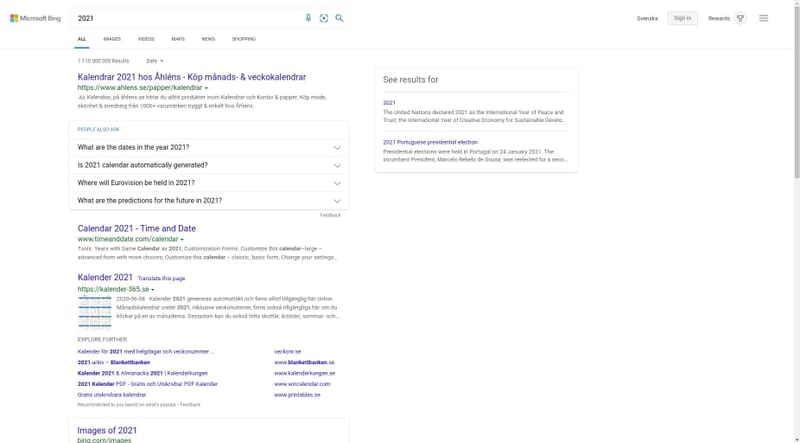 Microsoft Bing
2021
Svenska
Sign in
Rewards
ALL IMAGES VIDEOS MAPS NEWS SHOPPING
1 110 000 000 Results Date
Kalendrar 2021 hos Åhléns - Köp månads- & veckokalendrar
https://www.ahlens.se/papper/kalendrar
Ad Kalendrar, på åhlens.se hittar du alltid produkter inom Kalendrar och Kontor & papper. Köp mode,
skönhet & inredning från 1000+ varumärken tryggt & enkelt hos Åhléns.
PEOPLE ALSO ASK
What are the dates in the year 2021?
Is 2021 calendar automatically generated?
Where will Eurovision be held in 2021?
What are the predictions for the future in 2021?
Feedback
Calendar 2021 - Time and Date
www.timeanddate.com/calendar
Tools. Years with Same Calendar as 2021. Customization Forms. Customize this calendar–large –
advanced form with more choices; Customize this calendar – classic, basic form; Change your settings...
Kalender 2021 Translate this page
https://kalender-365.se
2020-06-08 · Kalender 2021 genereras automatiskt och finns alltid tillgänglig här online.
Månadskalendrar under 2021, inklusive veckonummer, finns också tillgängliga här om du
klickar på en av månaderna. Dessutom kan du också hitta skottår, årstider, sommar- och...
EXPLORE FURTHER
Kalender för 2021 med helgdagar och veckonummer ... veckonr.se
2021-arkiv – Blankettbanken www.blankettbanken.se
Kalender 2021 & Almanacka 2021 | Kalenderkungen www.kalenderkungen.se
2021 Kalender PDF - Gratis och Utskrivbar PDF Kalender www.wincalendar.com
Gratis utskrivbara kalendrar www.printables.se
Recommended to you based on what's popular • Feedback
Images of 2021
bing.com/images
See results for
2021
The United Nations declared 2021 as the International Year of Peace and
Trust, the International Year of Creative Economy for Sustainable Develo...
2021 Portuguese presidential election
Presidential elections were held in Portugal on 24 January 2021. The
incumbent President, Marcelo Rebelo de Sousa, was reelected for a seco...